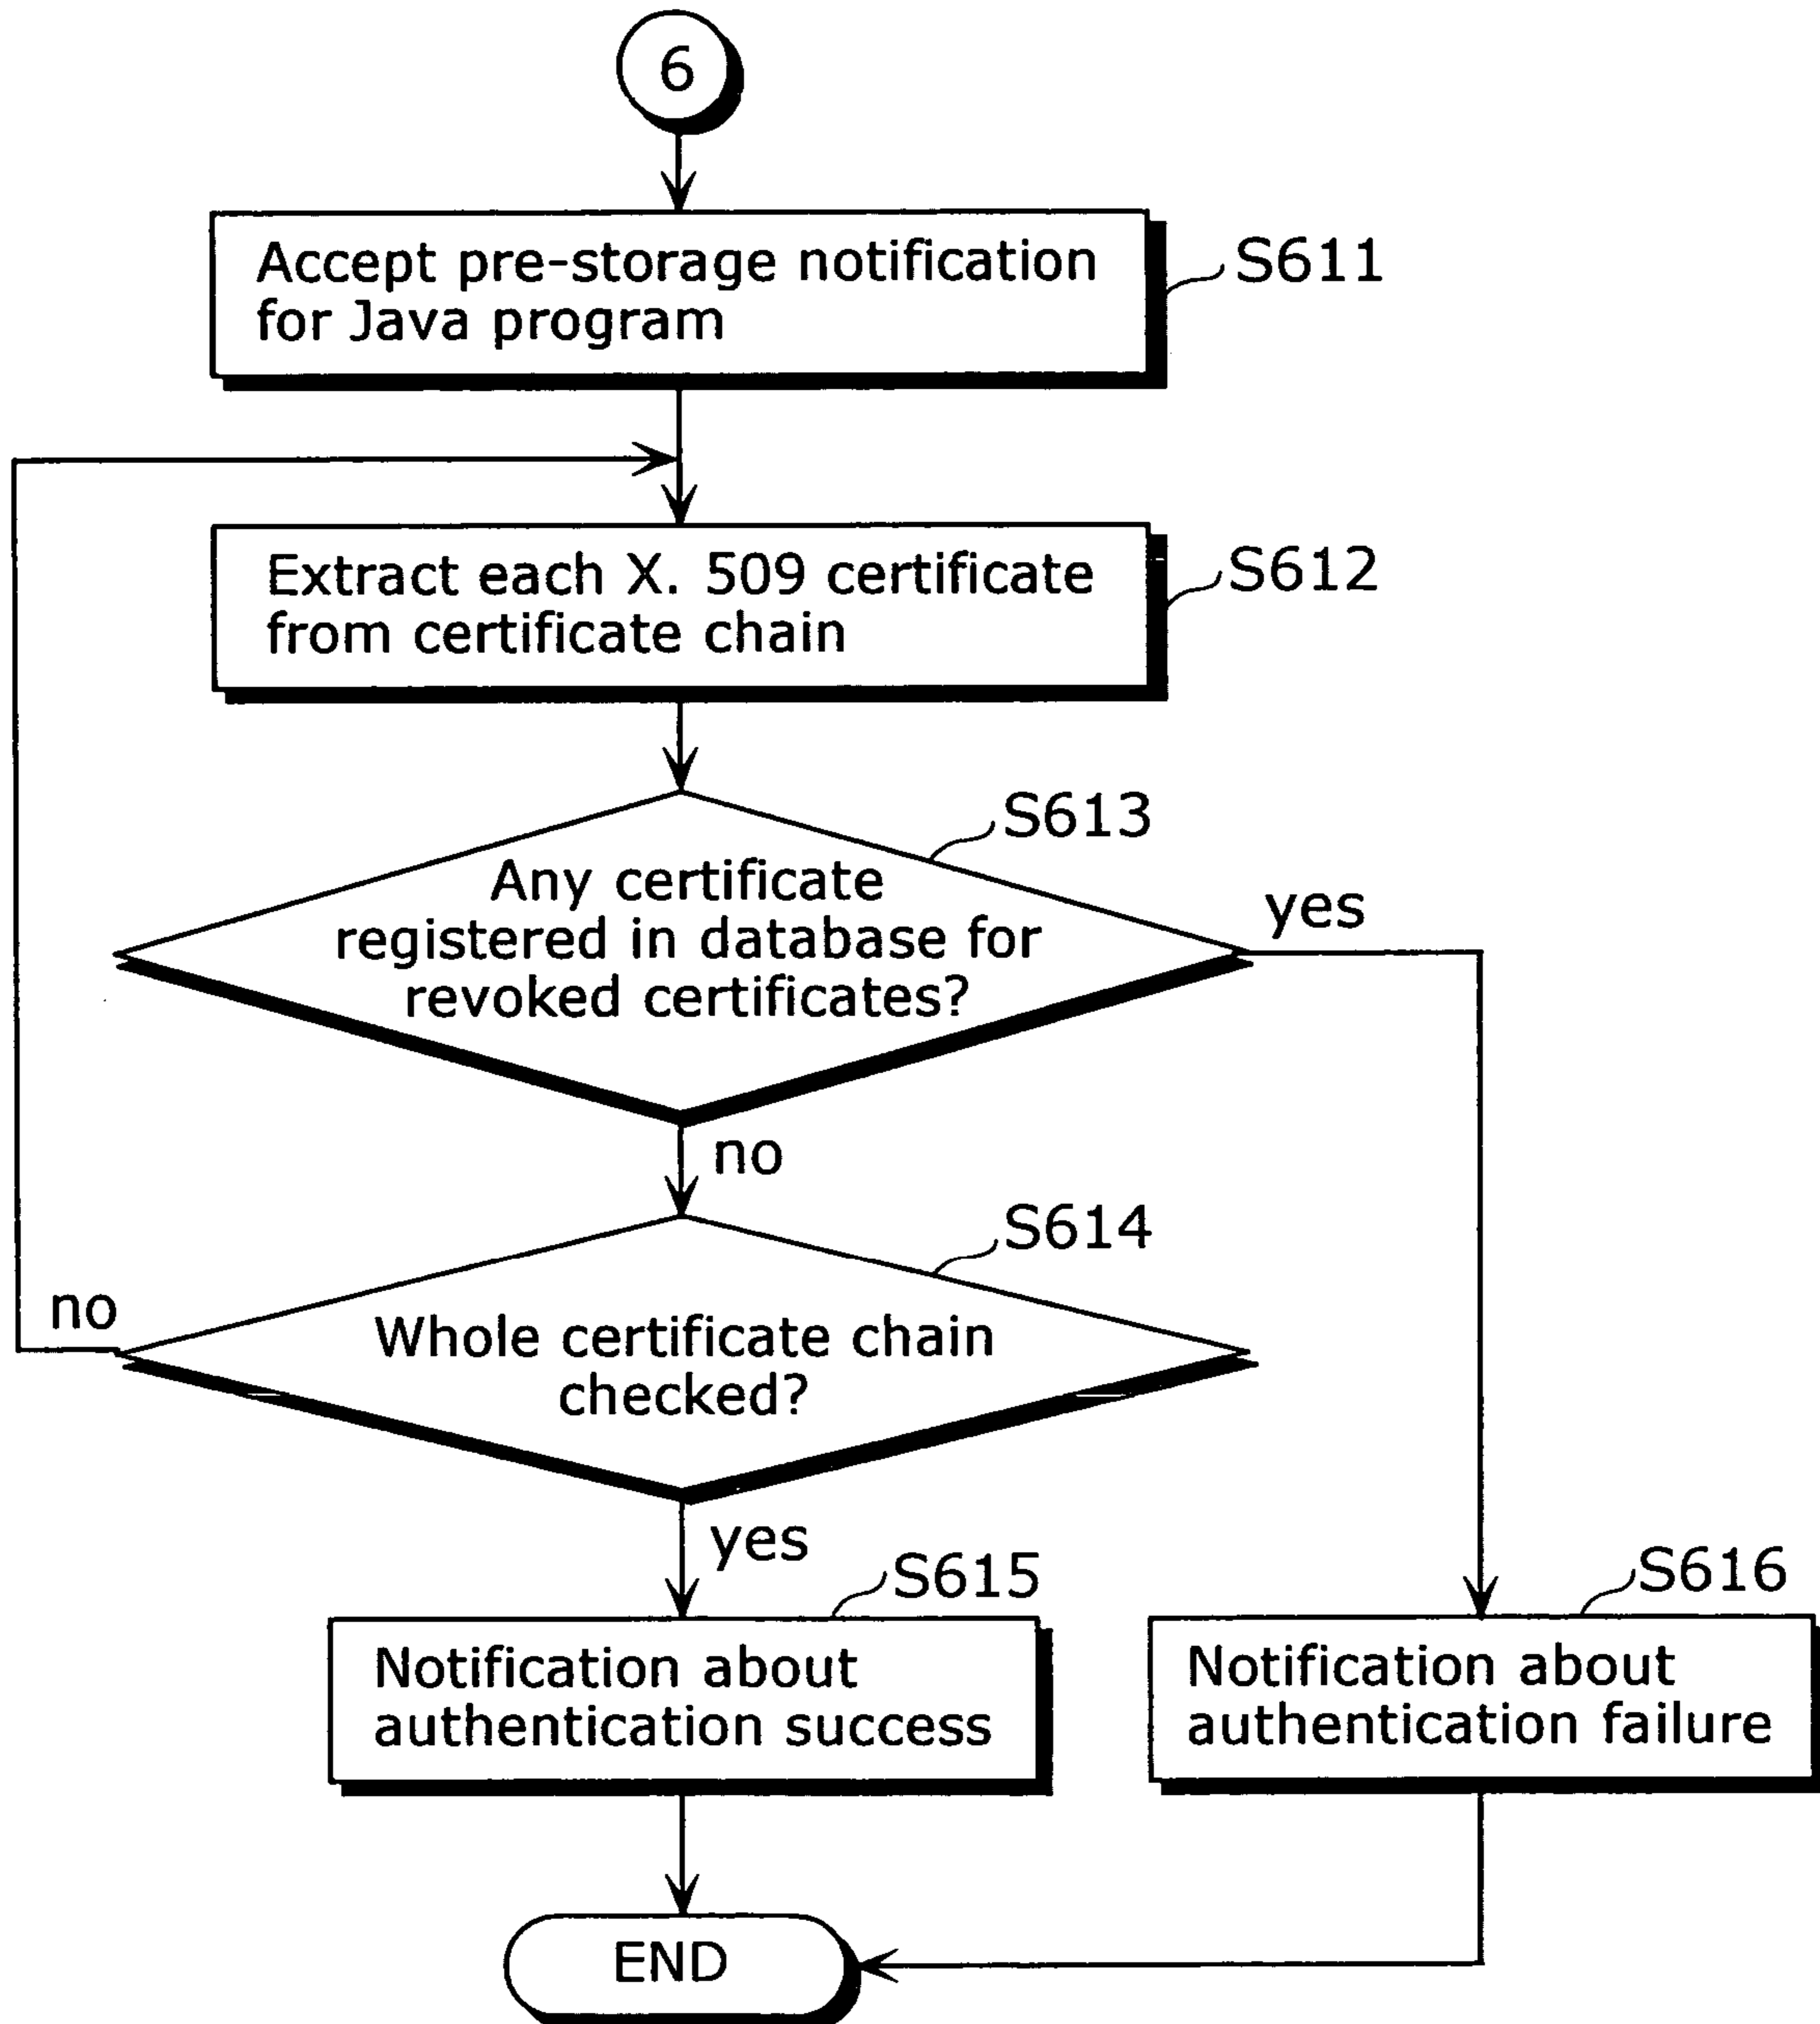 6
Accept pre-storage notification
for Java program
S611
Extract each X. 509 certificate
from certificate chain
S612
S613
Any certificate
registered in database for
revoked certificates?
yes
no
S614
Whole certificate chain
checked?
no
yes
S615
Notification about
authentication success
S616
Notification about
authentication failure
END